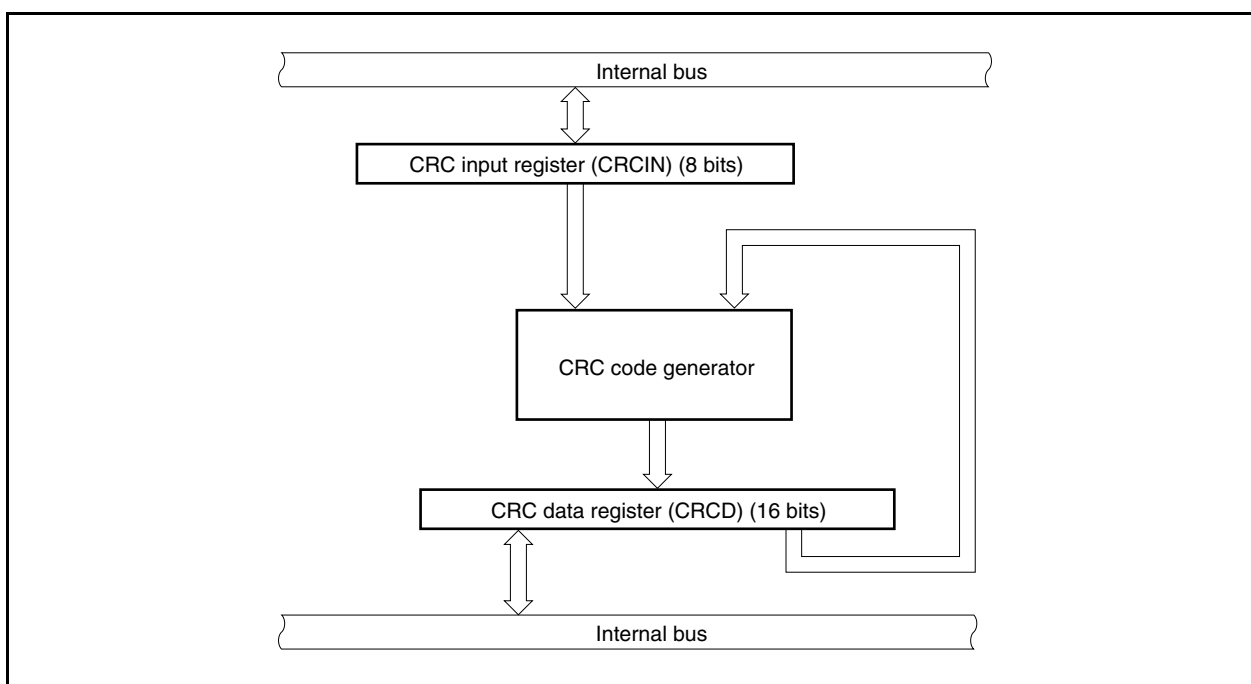 Internal bus
CRC input register (CRCIN) (8 bits)
CRC code generator
CRC data register (CRCD) (16 bits)
Internal bus